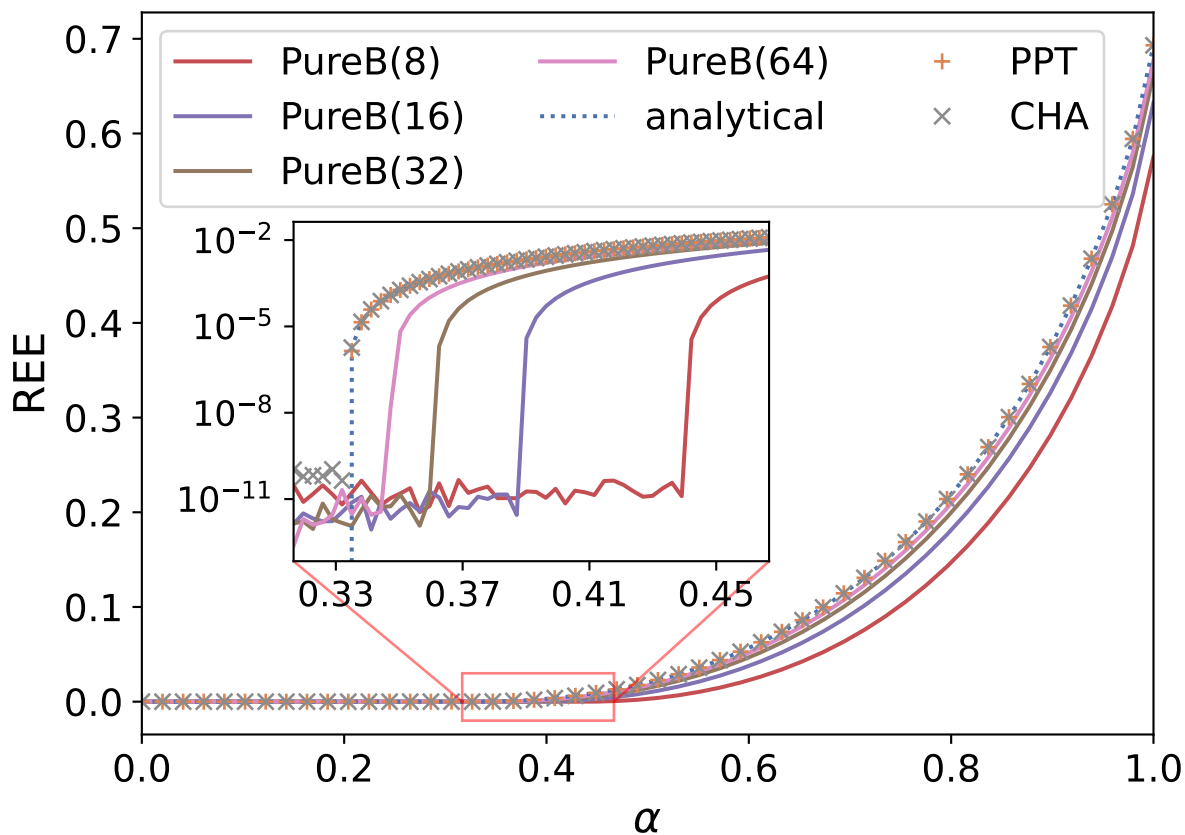 0.7
0.6
0.5
0.4
0.3
0.2
0.1
0.0
REE
PureB(8)
PureB(16)
PureB(32)
PureB(64)
analytical
PPT
CHA
10⁻²
10⁻⁵
10⁻⁸
10⁻¹¹
0.33 0.37 0.41 0.45
0.0 0.2 0.4 0.6 0.8 1.0
α